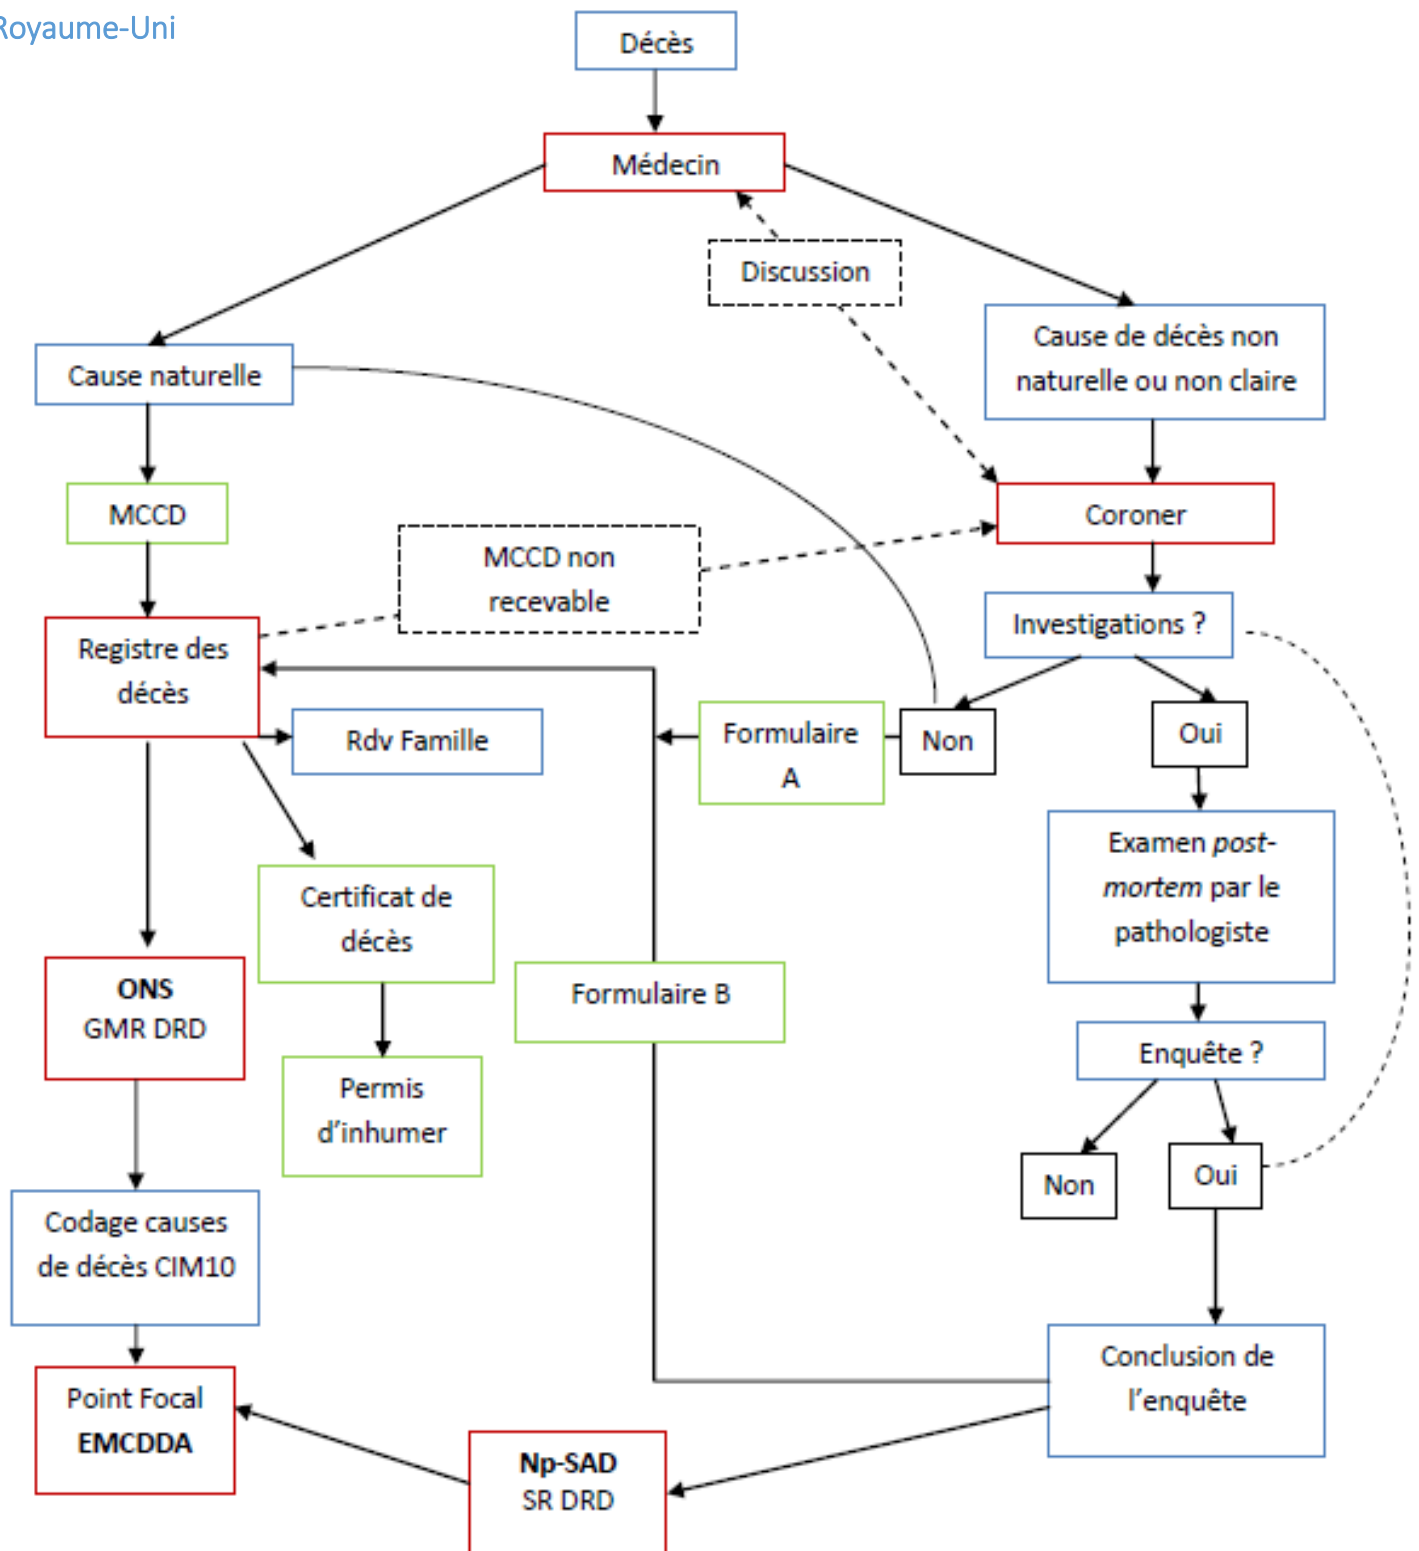 Royaume-Uni
Décès
Médecin
Discussion
Cause de décès non
naturelle ou non claire
Cause naturelle
MCCD
Coroner
MCCD non
recevable
Investigations ?
Registre des
décès
Rdv Famille
Formulaire
A
Non
Oui
Examen post-
mortem par le
pathologiste
Certificat de
décès
ONS
GMR DRD
Formulaire B
Enquête ?
Permis
d’inhumer
Non
Oui
Codage causes
de décès CIM10
Conclusion de
l’enquête
Point Focal
EMCDDA
Np-SAD
SR DRD